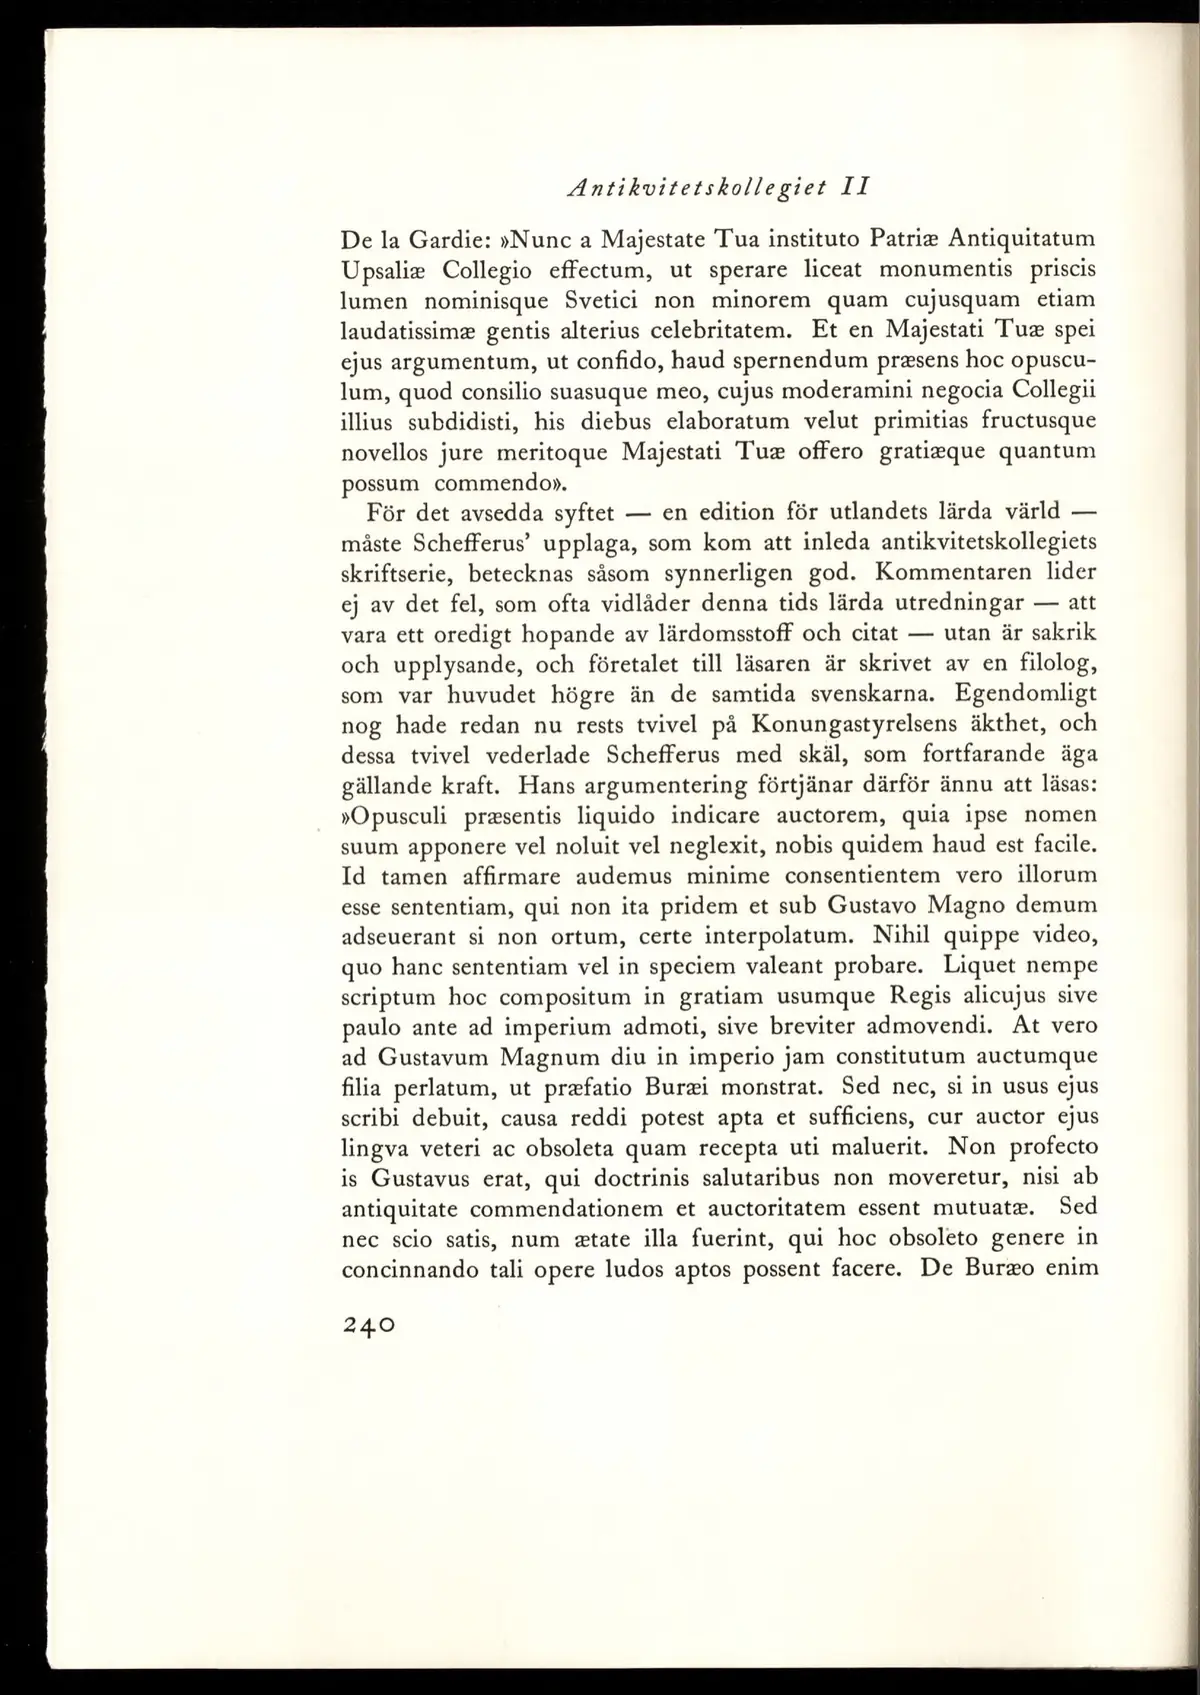 Antikvitetskollegiet II
De la Gardie: »Nunc a Majestate Tua instituto Patriæ Antiquitatum
Upsaliæ Collegio effectum, ut sperare liceat monumentis priscis
lumen nominisque Svetici non minorem quam cujusquam etiam
laudatissimæ gentis alterius celebritatem. Et en Majestati Tuæ spei
ejus argumentum, ut confido, haud spernendum præsens hoc opuscu-
lum, quod consilio suasuque meo, cujus moderamini negocia Collegii
illius subdidisti, his diebus elaboratum velut primitias fructusque
novellos jure meritoque Majestati Tuæ offero gratiæque quantum
possum commendo».
För det avsedda syftet — en edition för utlandets lärda värld —
måste Schefferus’ upplaga, som kom att inleda antikvitetskollegiets
skriftserie, betecknas såsom synnerligen god. Kommentaren lider
ej av det fel, som ofta vidlåder denna tids lärda utredningar — att
vara ett oredigt hopande av lärdomsstoff och citat — utan är sakrik
och upplysande, och företalet till läsaren är skrivet av en filolog,
som var huvudet högre än de samtida svenskarna. Egendomligt
nog hade redan nu rests tvivel på Konungastyrelsens äkthet, och
dessa tvivel vederlade Schefferus med skäl, som fortfarande äga
gällande kraft. Hans argumentering förtjänar därför ännu att läsas:
»Opusculi præsentis liquido indicare auctorem, quia ipse nomen
suum apponere vel noluit vel neglexit, nobis quidem haud est facile.
Id tamen affirmare audemus minime consentientem vero illorum
esse sententiam, qui non ita pridem et sub Gustavo Magno demum
adseuerant si non ortum, certe interpolatum. Nihil quippe video,
quo hanc sententiam vel in speciem valeant probare. Liquet nempe
scriptum hoc compositum in gratiam usumque Regis alicujus sive
paulo ante ad imperium admoti, sive breviter admovendi. At vero
ad Gustavum Magnum diu in imperio jam constitutum auctumque
filia perlatum, ut præfatio Buræi monstrat. Sed nec, si in usus ejus
scribi debuit, causa reddi potest apta et sufficiens, cur auctor ejus
lingva veteri ac obsoleta quam recepta uti maluerit. Non profecto
is Gustavus erat, qui doctrinis salutaribus non moveretur, nisi ab
antiquitate commendationem et auctoritatem essent mutuatæ. Sed
nec scio satis, num ætate illa fuerint, qui hoc obsoleto genere in
concinnando tali opere ludos aptos possent facere. De Buræo enim
240